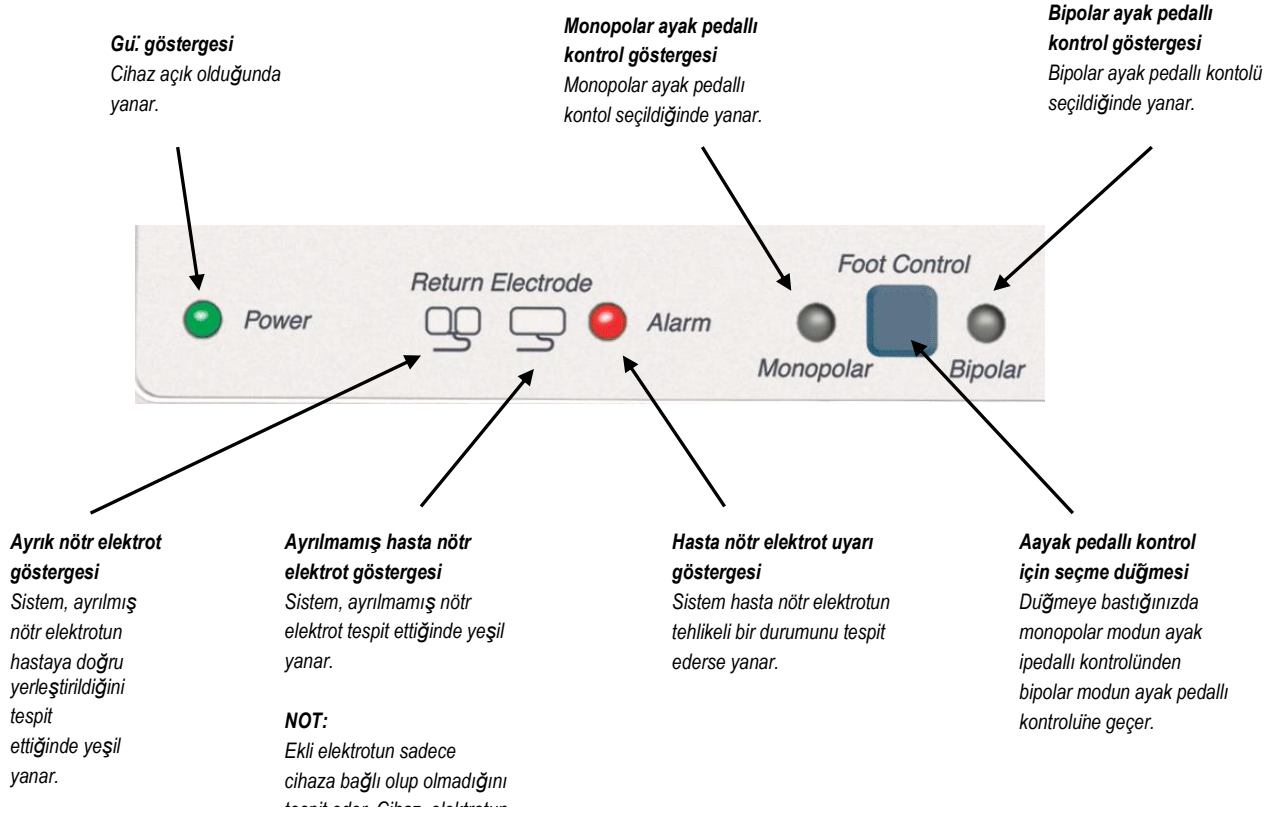 Gü. göstergesi
Cihaz açık olduğunda
yanar.
Monopolar ayak pedallı
kontrol göstergesi
Monopolar ayak pedallı
kontol seçildiğinde yanar.
Bipolar ayak pedallı
kontrol göstergesi
Bipolar ayak pedallı kontolü
seçildiğinde yanar.
Power
Return Electrode
Alarm
Foot Control
Monopolar
Bipolar
Ayrık nötr elektrot
göstergesi
Sistem, ayrılmış
nötr elektrotun
hastaya doğru
yerleştirildiğini
tespit
ettiğinde yeşil
yanar.
Ayrılmamış hasta nötr
elektrot göstergesi
Sistem, ayrılmamış nötr
elektrot tespit ettiğinde yeşil
yanar.
NOT:
Ekli elektrotun sadece
cihaza bağlı olup olmadığını
tespit eder. Cihaz, elektrotun
Hasta nötr elektrot uyarı
göstergesi
Sistem hasta nötr elektrotun
tehlikeli bir durumunu tespit
ederse yanar.
Aayak pedallı kontrol
için seçme düğmesi
Düğmeye bastığınızda
monopolar modun ayak
ipedallı kontrolünden
bipolar modun ayak pedallı
kontrolüne geçer.